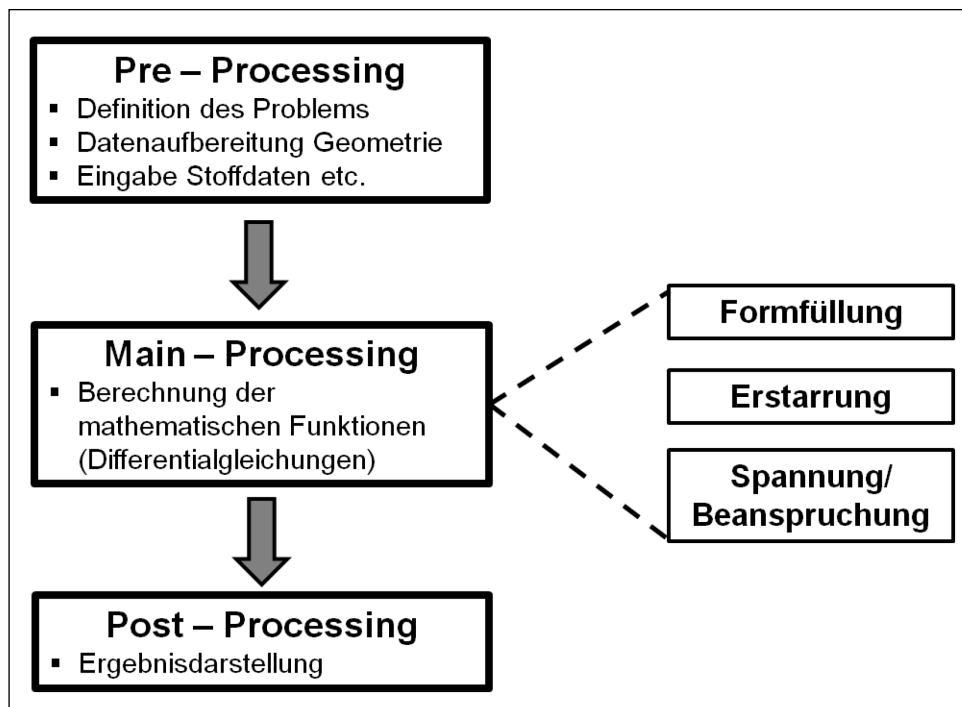 Pre – Processing
▪ Definition des Problems
▪ Datenaufbereitung Geometrie
▪ Eingabe Stoffdaten etc.
Main – Processing
▪ Berechnung der
mathematischen Funktionen
(Differentialgleichungen)
Formfüllung
Erstarrung
Spannung/
Beanspruchung
Post – Processing
▪ Ergebnisdarstellung